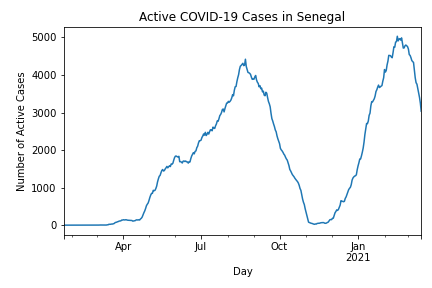 Active COVID-19 Cases in Senegal
Number of Active Cases
5000
4000
3000
2000
1000
0
Apr Jul Oct Jan
2021
Day